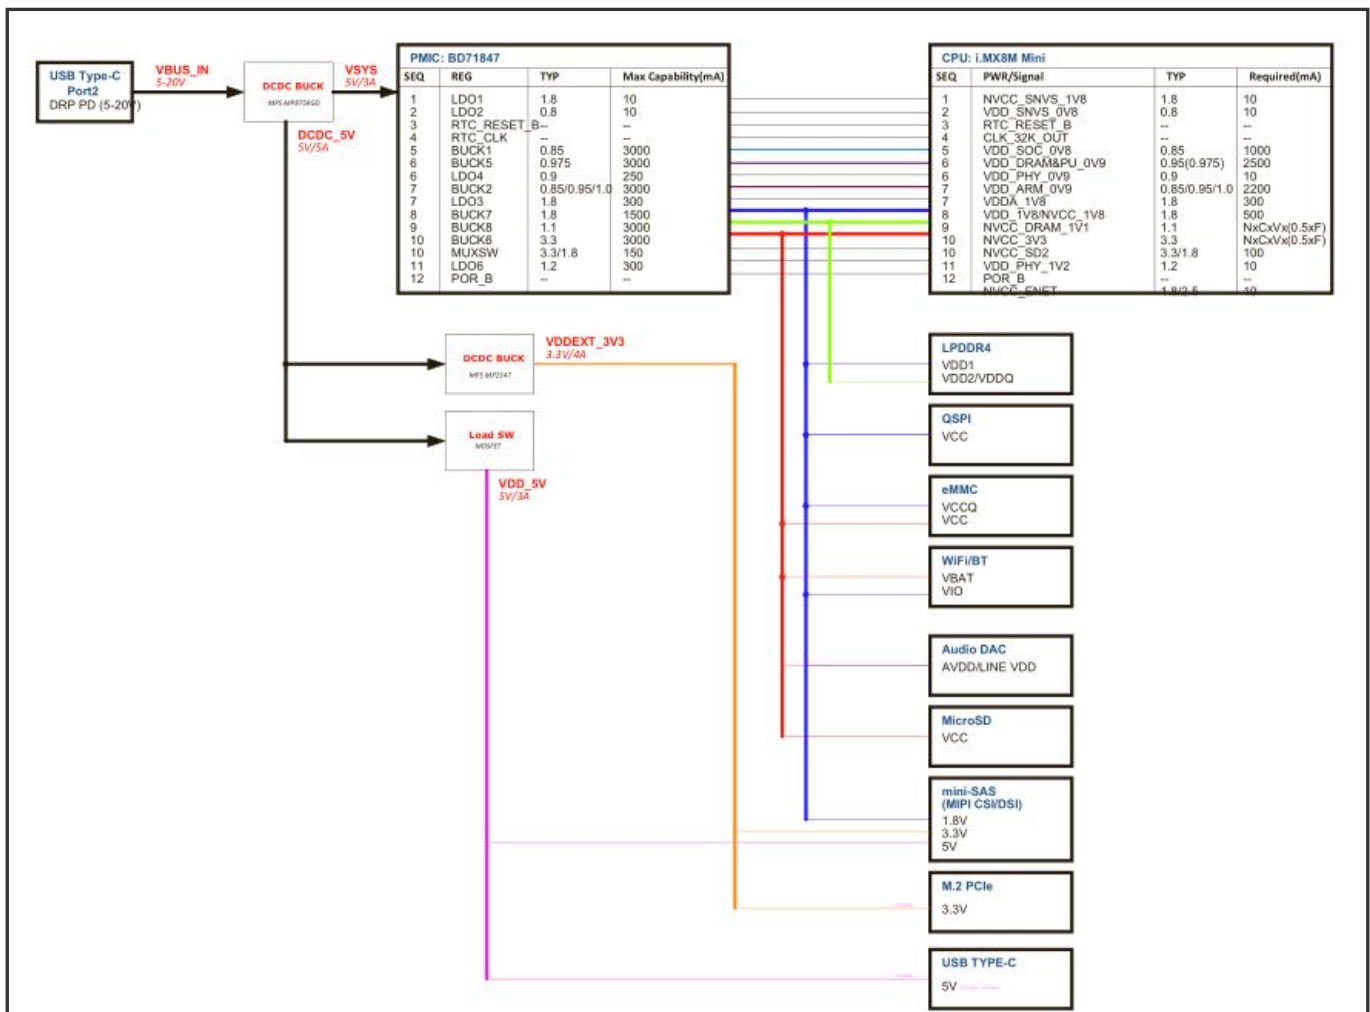 USB Type-C
Port2
DRP PD (5-20V)
VBUS_IN
5-20V
DCDC BUCK
MPS MP8756GD
VSYS
5V/3A
DCDC_5V
5V/5A
PMIC: BD71847
SEQ REG TYP Max Capability(mA)
1 LDO1 1.8 10
2 LDO2 0.8 10
3 RTC_RESET_B -- --
4 RTC_CLK -- --
5 BUCK1 0.85 3000
6 BUCK5 0.975 3000
6 LDO4 0.9 250
7 BUCK2 0.85/0.95/1.0 3000
7 LDO3 1.8 300
8 BUCK7 1.8 1500
9 BUCK8 1.1 3000
10 BUCK6 3.3 3000
10 MUXSW 3.3/1.8 150
11 LDO6 1.2 300
12 POR_B -- --
CPU: i.MX8M Mini
SEQ PWR/Signal TYP Required(mA)
1 NVCC_SNVS_1V8 1.8 10
2 VDD_SNVS_0V8 0.8 10
3 RTC_RESET_B -- --
4 CLK_32K_OUT -- --
5 VDD_SOC_0V8 0.85 1000
6 VDD_DRAM&PU_0V9 0.95(0.975) 2500
6 VDD_PHY_0V9 0.9 10
7 VDD_ARM_0V9 0.85/0.95/1.0 2200
7 VDDA_1V8 1.8 300
8 VDD_1V8/NVCC_1V8 1.8 500
9 NVCC_DRAM_1V1 1.1 NxCxVx(0.5xF)
10 NVCC_3V3 3.3 NxCxVx(0.5xF)
10 NVCC_SD2 3.3/1.8 100
11 VDD_PHY_1V2 1.2 10
12 POR_B -- --
NVCC_ENET 1.8/2.5 10
DCDC BUCK
MPS MP2147
VDDEXT_3V3
3.3V/4A
Load SW
MOSFET
VDD_5V
5V/3A
LPDDR4
VDD1
VDD2/VDDQ
QSPI
VCC
eMMC
VCCQ
VCC
WiFi/BT
VBAT
VIO
Audio DAC
AVDD/LINE VDD
MicroSD
VCC
mini-SAS
(MIPI CSI/DSI)
1.8V
3.3V
5V
M.2 PCIe
3.3V
USB TYPE-C
5V